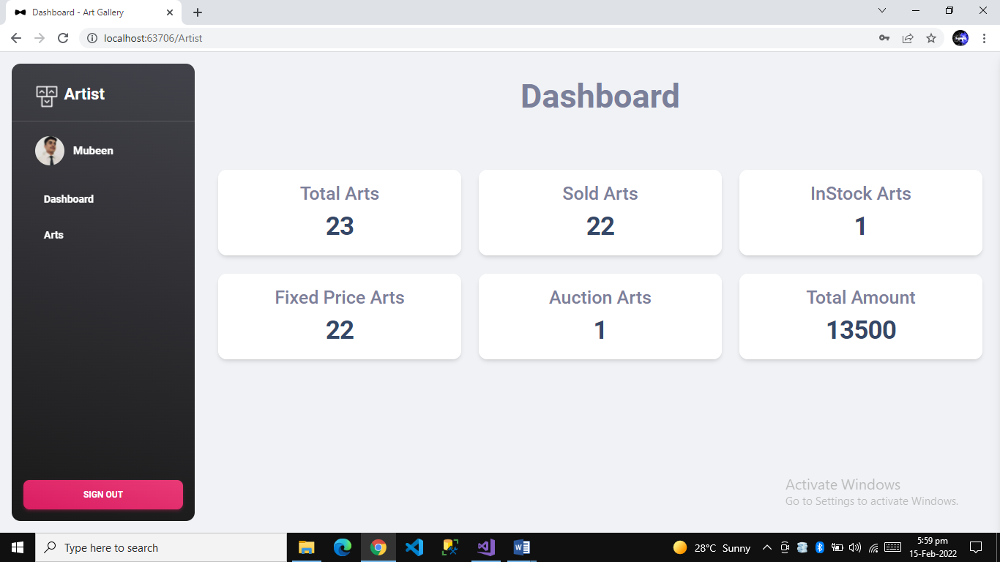 Dashboard - Art Gallery
localhost:63706/Artist
Artist
Mubeen
Dashboard
Arts
SIGN OUT
Dashboard
Total Arts
23
Sold Arts
22
InStock Arts
1
Fixed Price Arts
22
Auction Arts
1
Total Amount
13500
Activate Windows
Go to Settings to activate Windows.
Type here to search
28°C Sunny
5:59 pm
15-Feb-2022